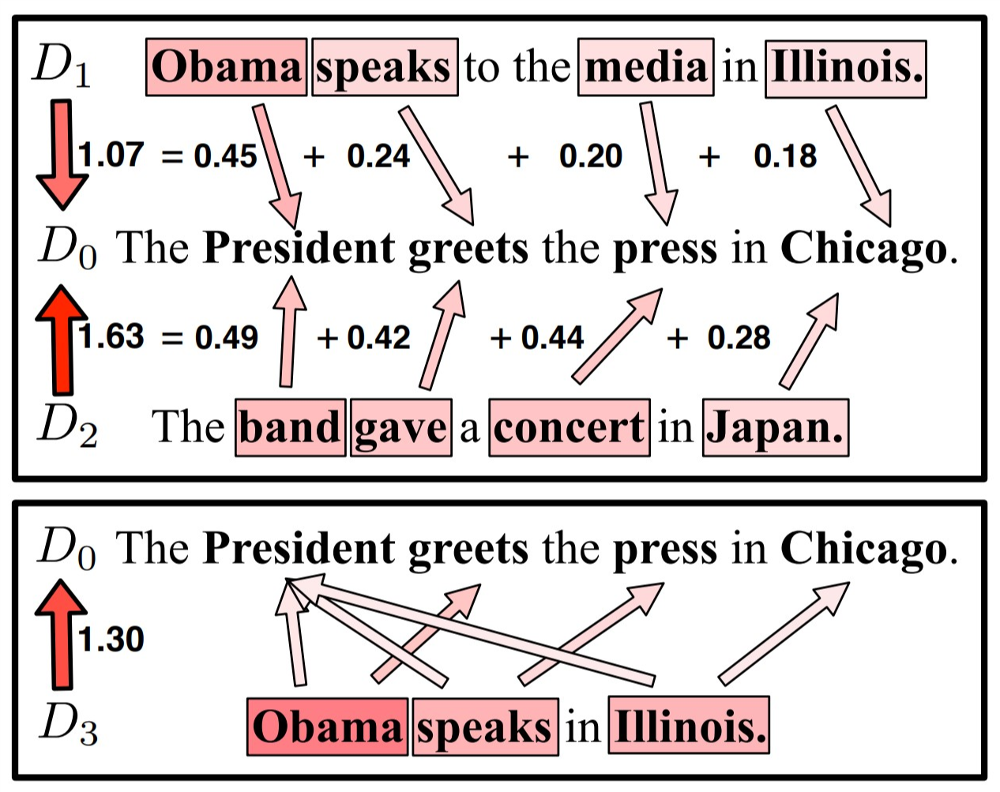 D₁ Obama speaks to the media in Illinois.
1.07 = 0.45 + 0.24 + 0.20 + 0.18
D₀ The President greets the press in Chicago.
1.63 = 0.49 + 0.42 + 0.44 + 0.28
D₂ The band gave a concert in Japan.
D₀ The President greets the press in Chicago.
1.30
D₃ Obama speaks in Illinois.